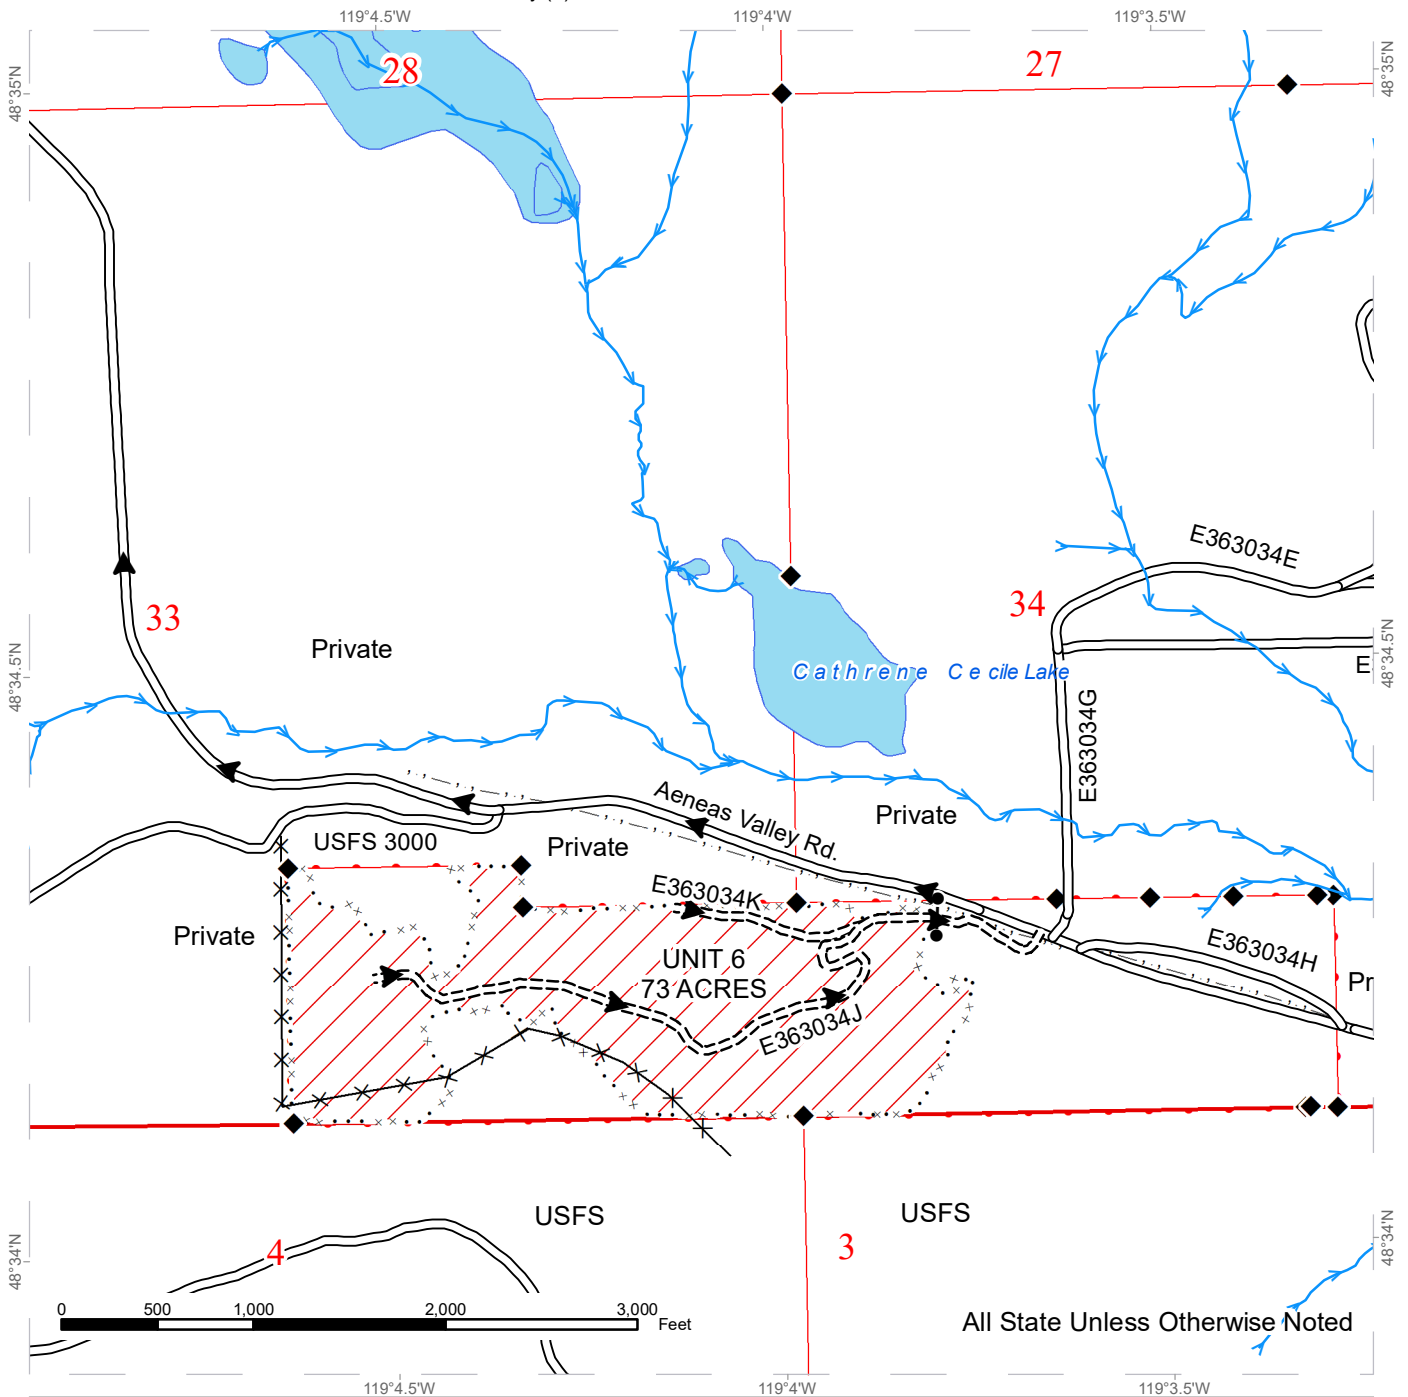 119°4.5'W
119°4'W
119°3.5'W
48°35'N
48°35'N
28
27
33
34
E363034E
Private
Cathrene Cecile Lake
48°34.5'N
48°34.5'N
E
E363034G
Aeneas Valley Rd.
Private
USFS 3000
Private
E363034K
Private
UNIT 6
73 ACRES
E363034H
Pr
E363034J
USFS
USFS
4
3
48°34'N
48°34'N
0 500 1,000 2,000 3,000
Feet
All State Unless Otherwise Noted
119°4.5'W
119°4'W
119°3.5'W